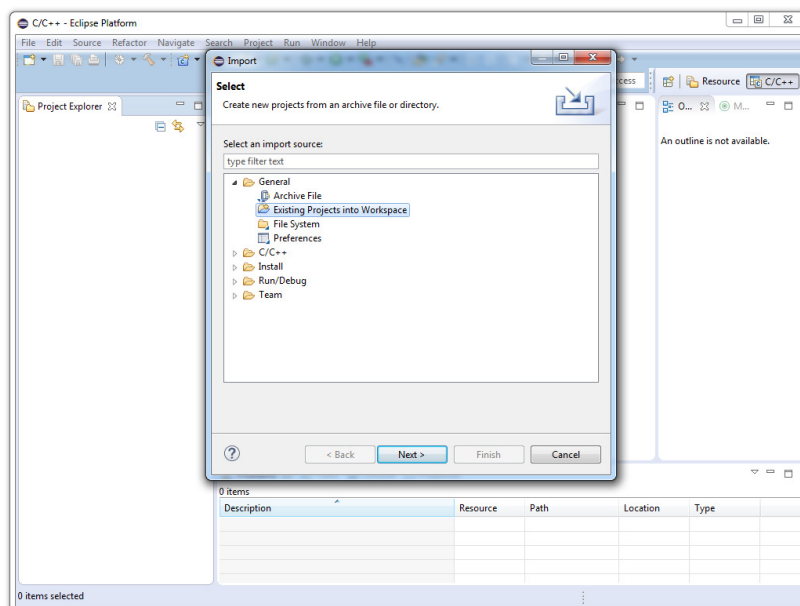 C/C++ - Eclipse Platform
File Edit Source Refactor Navigate Search Project Run Window Help
Import
Select
Create new projects from an archive file or directory.
cess
Resource
C/C++
Project Explorer
O...
M...
An outline is not available.
Select an import source:
type filter text
General
Archive File
Existing Projects into Workspace
File System
Preferences
C/C++
Install
Run/Debug
Team
?
< Back
Next >
Finish
Cancel
0 items
Description Resource Path Location Type
0 items selected